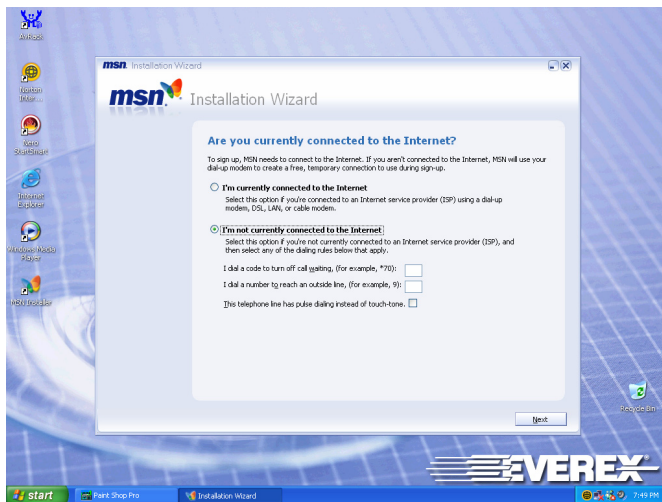 AvRack
Norton
Inter...
Nero
StartSmart
Internet
Explorer
Windows Media
Player
MSN Installer
msn. Installation Wizard
msn Installation Wizard
Are you currently connected to the Internet?
To sign up, MSN needs to connect to the Internet. If you aren't connected to the Internet, MSN will use your
dial-up modem to create a free, temporary connection to use during sign-up.
I'm currently connected to the Internet
Select this option if you're connected to an Internet service provider (ISP) using a dial-up
modem, DSL, LAN, or cable modem.
I'm not currently connected to the Internet
Select this option if you're not currently connected to an Internet service provider (ISP), and
then select any of the dialing rules below that apply.
I dial a code to turn off call waiting, (for example, *70):
I dial a number to reach an outside line, (for example, 9):
This telephone line has pulse dialing instead of touch-tone.
Next
Recycle Bin
EVEREX
start
Paint Shop Pro
Installation Wizard
7:49 PM